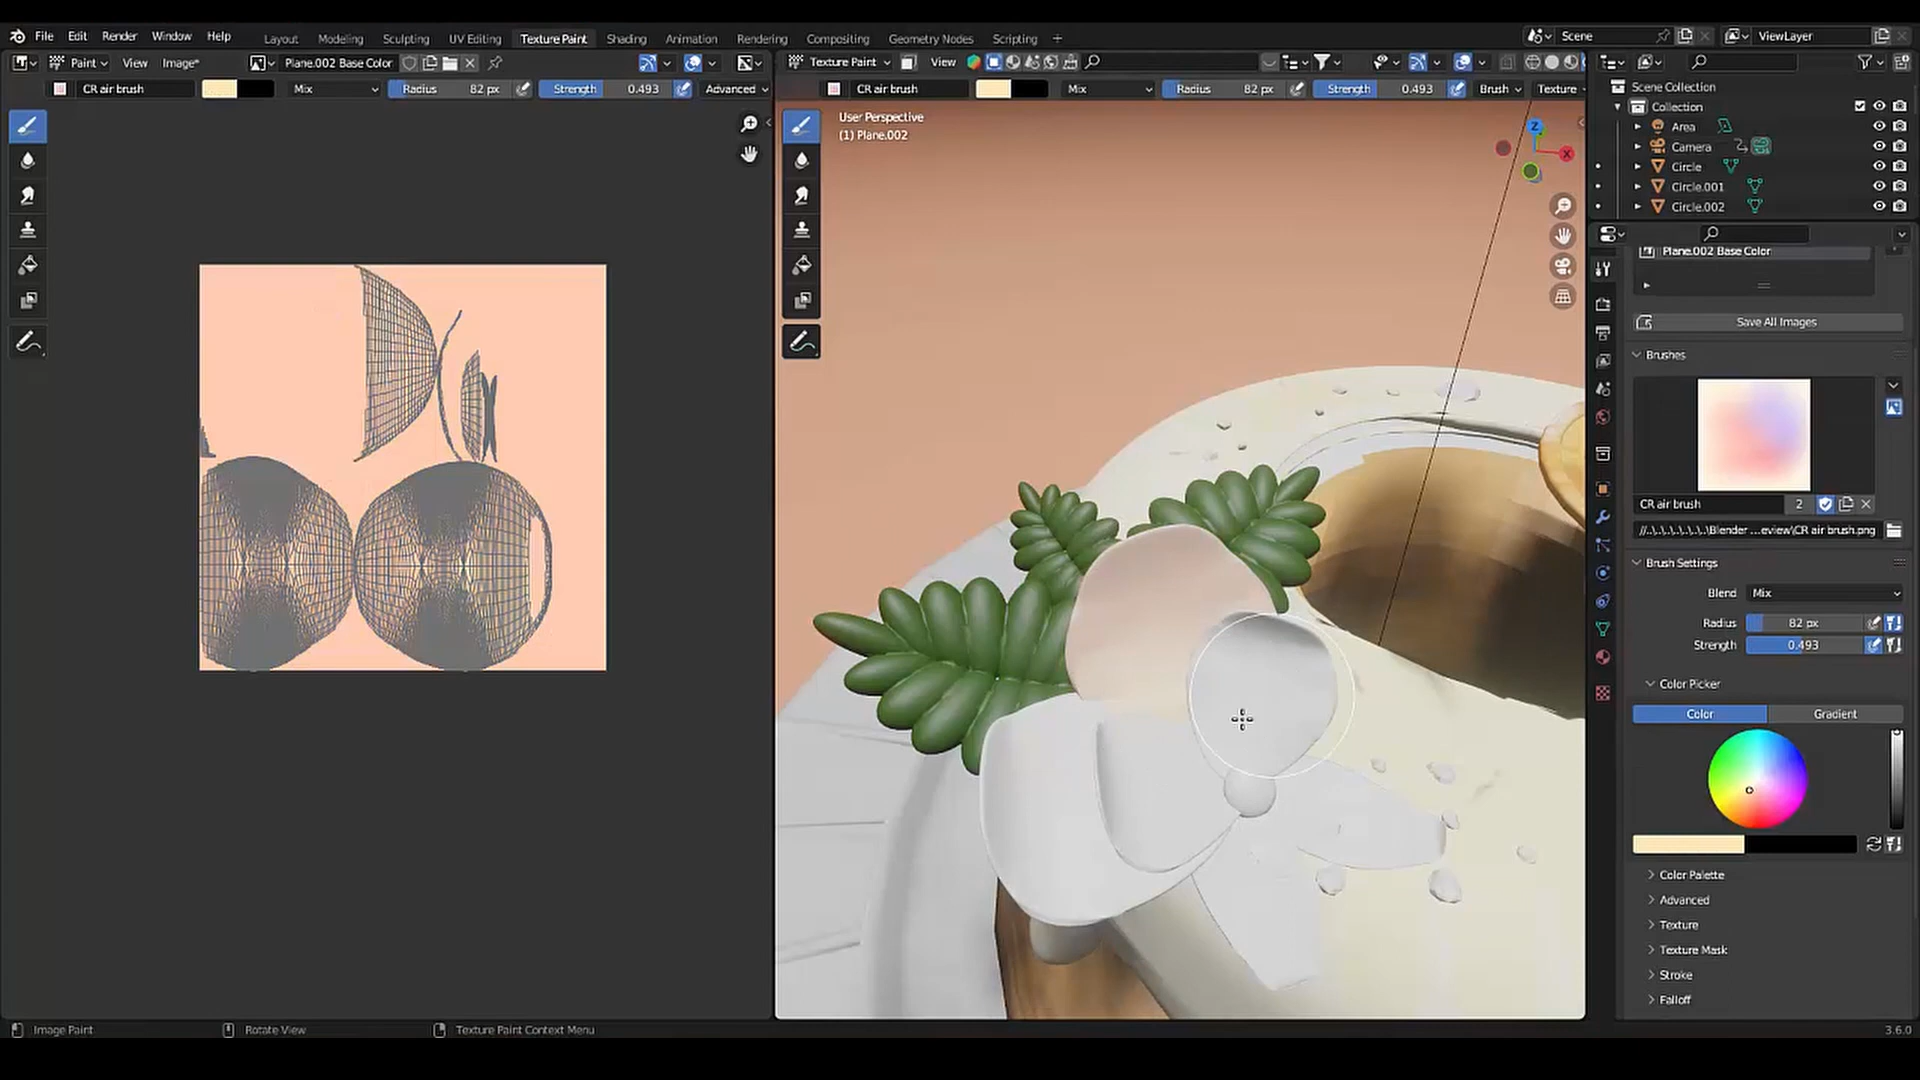 File Edit Render Window Help Layout Modeling Sculpting UV Editing Texture Paint Shading Animation Rendering Compositing Geometry Nodes Scripting + Scene ViewLayer
Paint View Image* Plane.002 Base Color Texture Paint View
CR air brush Mix Radius 82 px Strength 0.493 Advanced CR air brush Mix Radius 82 px Strength 0.493 Brush Texture
Scene Collection
Collection
Area
Camera
Circle
Circle.001
Circle.002
User Perspective
(1) Plane.002
Z
X
Plane.002 Base Color
Save All Images
Brushes
CR air brush 2
//..\..\..\..\..\..\..\Blender ...eview\CR air brush.png
Brush Settings
Blend Mix
Radius 82 px
Strength 0.493
Color Picker
Color Gradient
Color Palette
Advanced
Texture
Texture Mask
Stroke
Falloff
Image Paint Rotate View Texture Paint Context Menu 3.6.0